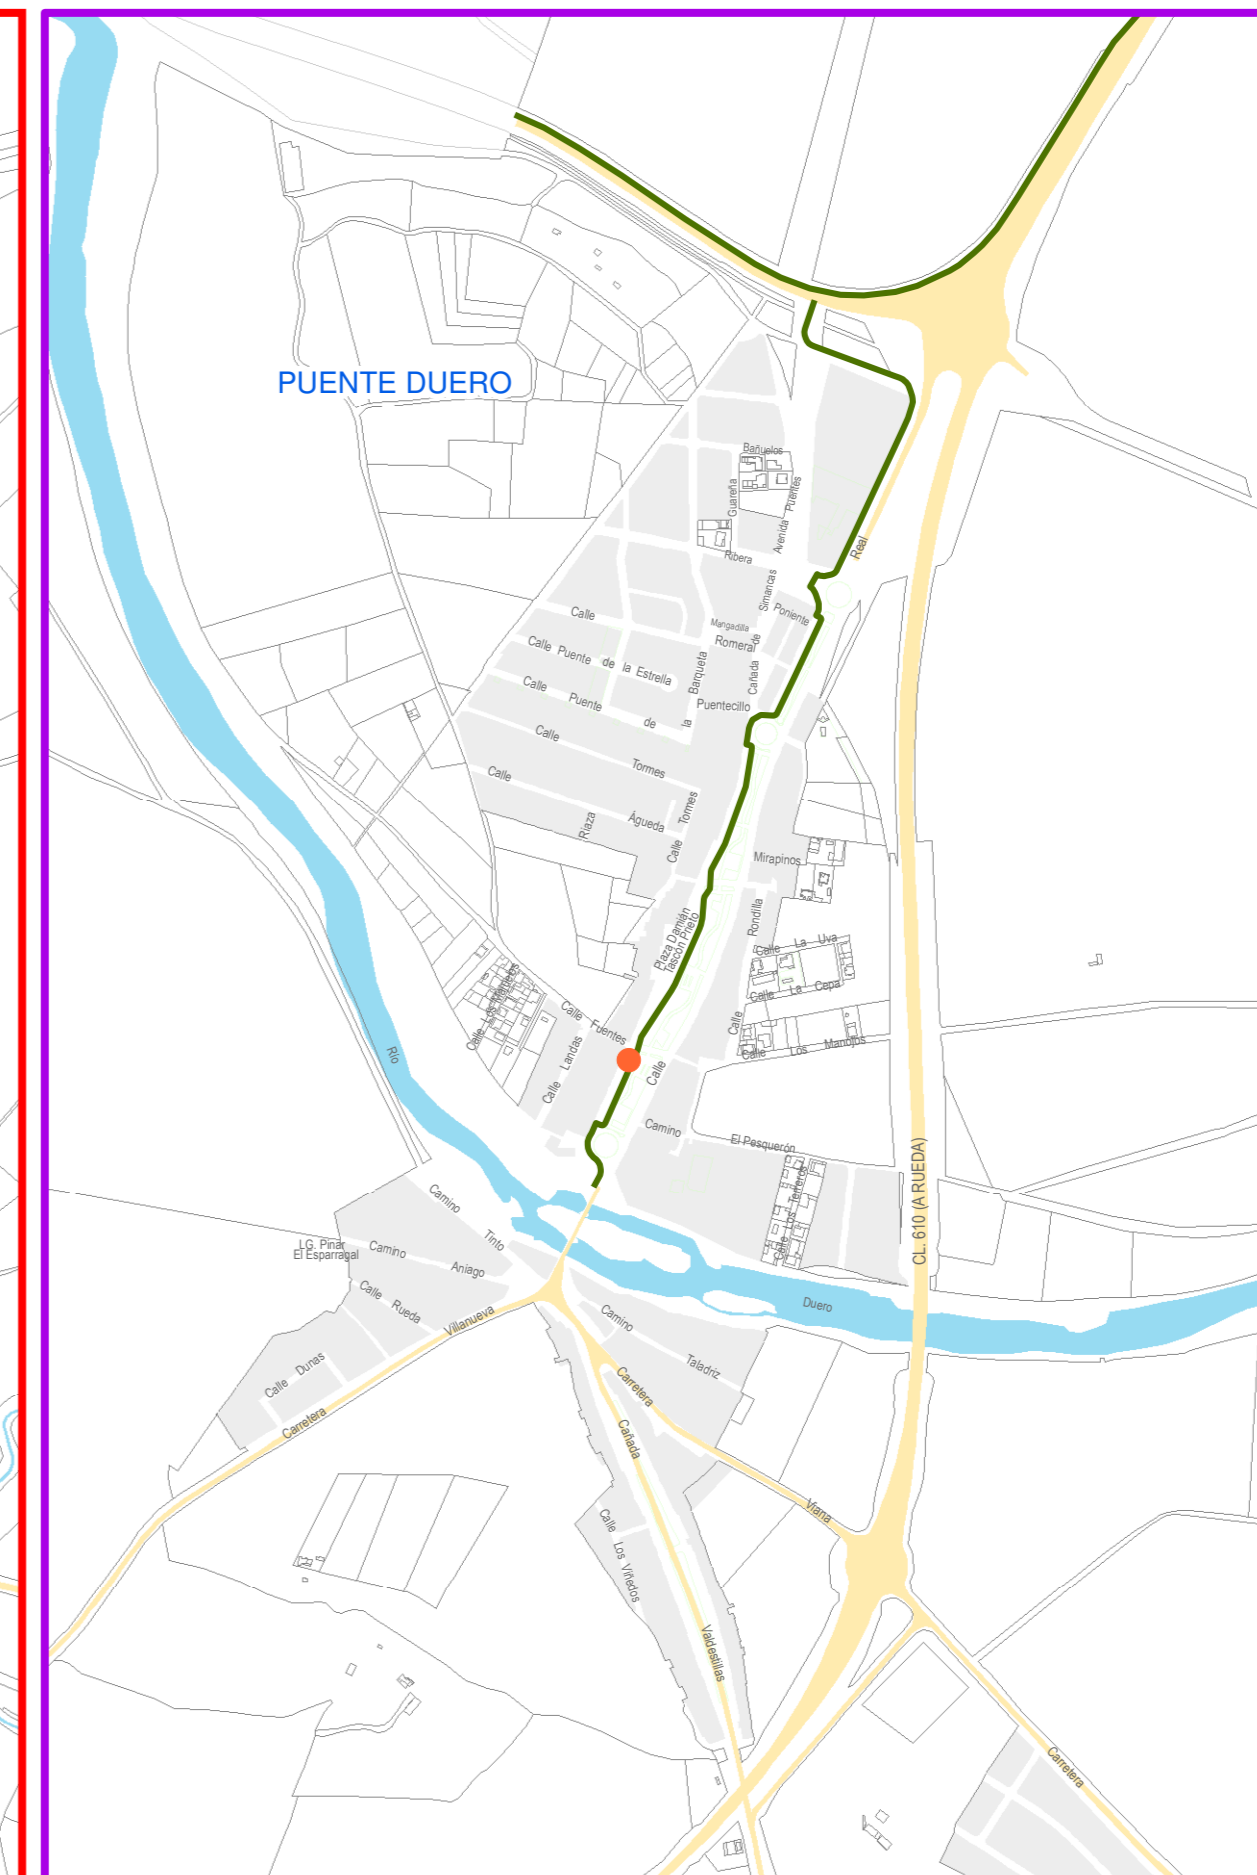 PUENTE DUERO
Bañuelos
Guareña
Avenida Puentes
Real
Ribera
Simancas
Poniente
Calle
Mangadilla
Romeral
Calle Puente de la Estrella
Barqueta
Cañada de
Calle Puente de la
Puentecillo
Calle Tormes
Calle Águeda
Riaza
Calle Tormes
Mirapinos
Plaza Damián
Tascón Prieto
Rondilla
Calle La Uva
Calle La Cepa
Calle
Calle Los Manojos
Calle Fuentes
Calle Landas
Calle
Río
Camino El Pesquerón
Calle Los Terreros
CL. 610 (A RUEDA)
Camino Tinto
I.G. Pinar
El Esparragal
Camino Aniago
Calle Rueda
Villanueva
Duero
Camino Taladriz
Calle Dunas
Carretera
Carretera
Cañada
Viana
Calle Los Viñedos
Valdestillas
Carretera